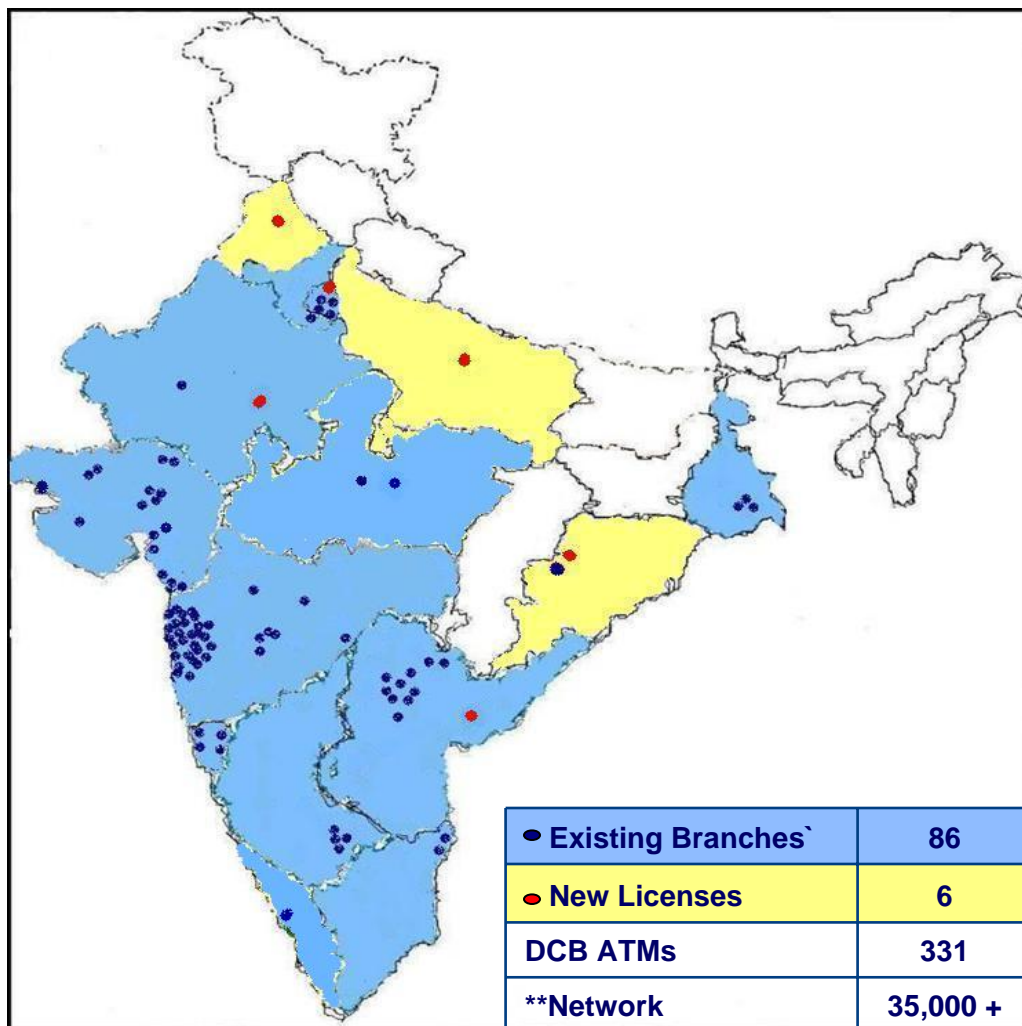 Existing Branches` 86
New Licenses 6
DCB ATMs 331
**Network 35,000 +